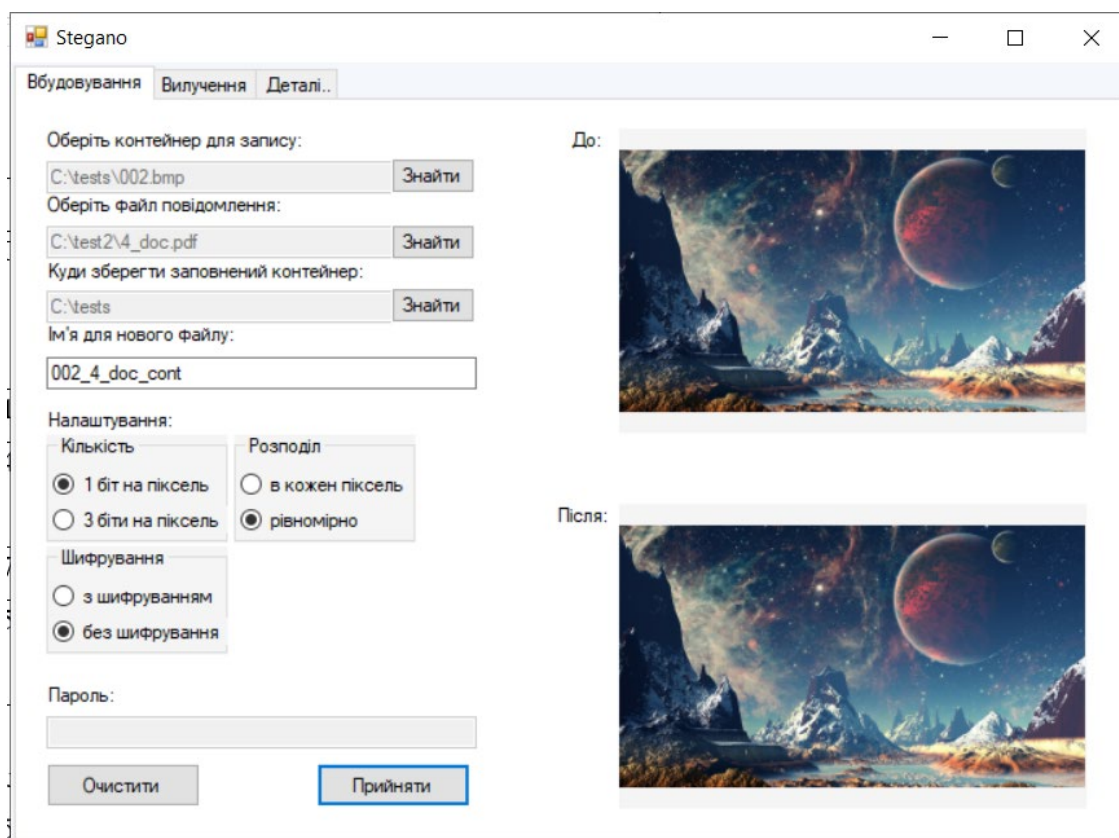 Stegano
Вбудовування Вилучення Деталі..
Оберіть контейнер для запису:
C:\tests\002.bmp Знайти
Оберіть файл повідомлення:
C:\test2\4_doc.pdf Знайти
Куди зберегти заповнений контейнер:
C:\tests Знайти
Ім'я для нового файлу:
002_4_doc_cont
Налаштування:
Кількість
1 біт на піксель
3 біти на піксель
Розподіл
в кожен піксель
рівномірно
Шифрування
з шифруванням
без шифрування
Пароль:
Очистити Прийняти
До:
Після: